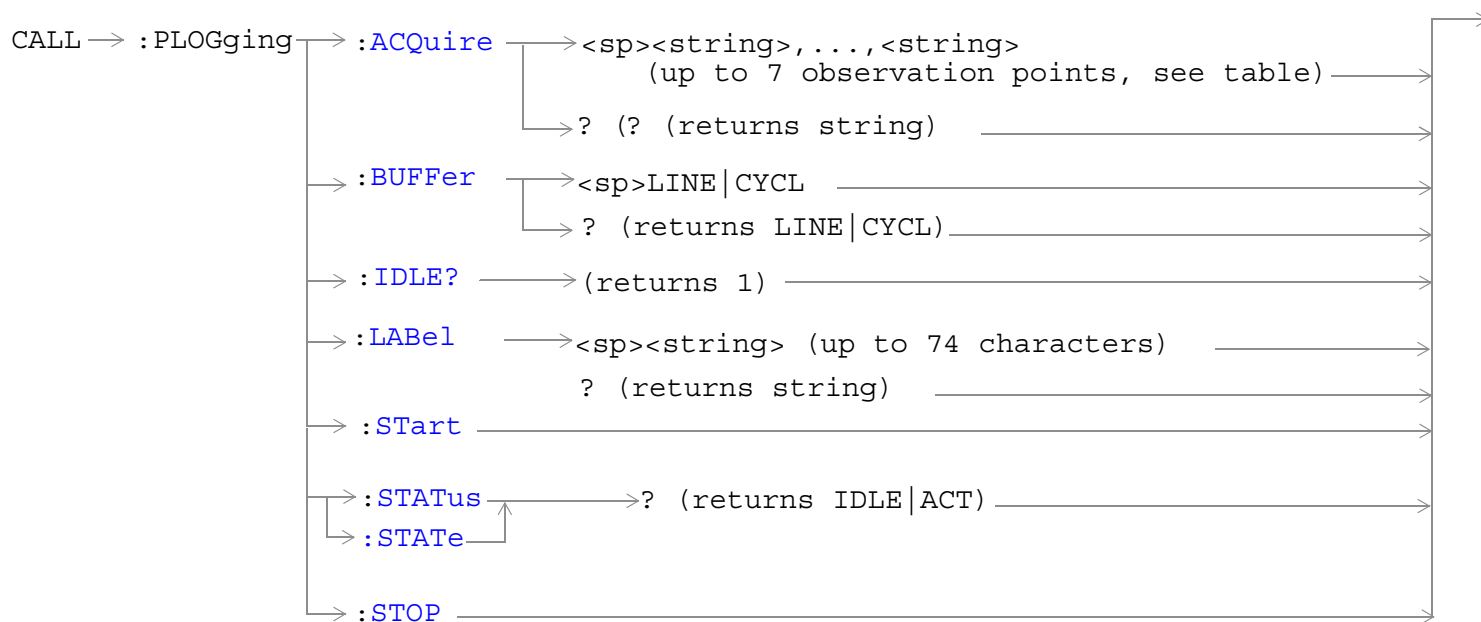 CALL :PLOGging :ACQuire <sp><string>,...,<string>
(up to 7 observation points, see table)
? (? (returns string)
:BUFFer <sp>LINE|CYCL
? (returns LINE|CYCL)
:IDLE? (returns 1)
:LABel <sp><string> (up to 74 characters)
? (returns string)
:STart
:STATus ? (returns IDLE|ACT)
:STATe
:STOP